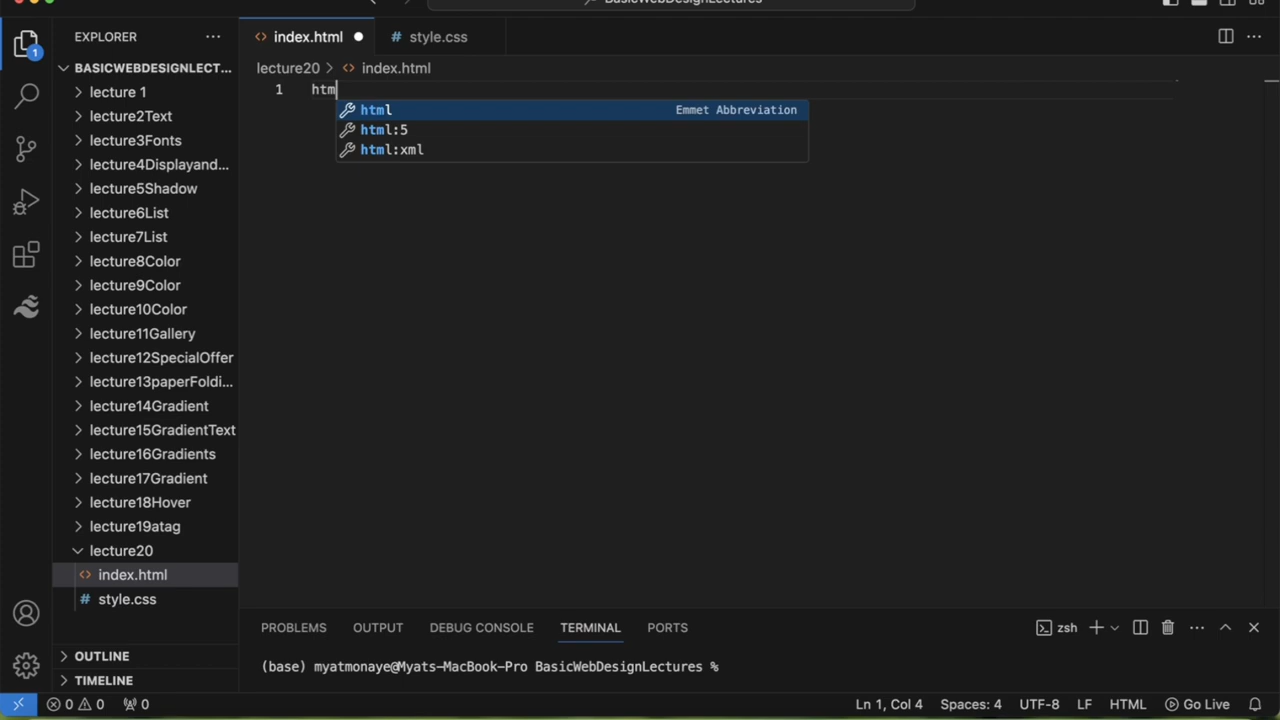 BasicWebDesignLectures
EXPLORER
index.html
style.css
1
BASICWEBDESIGNLECT...
lecture20 > index.html
lecture 1
lecture2Text
lecture3Fonts
lecture4Displayand...
lecture5Shadow
lecture6List
lecture7List
lecture8Color
lecture9Color
lecture10Color
lecture11Gallery
lecture12SpecialOffer
lecture13paperFoldi...
lecture14Gradient
lecture15GradientText
lecture16Gradients
lecture17Gradient
lecture18Hover
lecture19atag
lecture20
index.html
style.css
OUTLINE
TIMELINE
1 htm
html Emmet Abbreviation
html:5
html:xml
PROBLEMS OUTPUT DEBUG CONSOLE TERMINAL PORTS
zsh
(base) myatmonaye@Myats-MacBook-Pro BasicWebDesignLectures %
0 0 0
Ln 1, Col 4 Spaces: 4 UTF-8 LF HTML Go Live